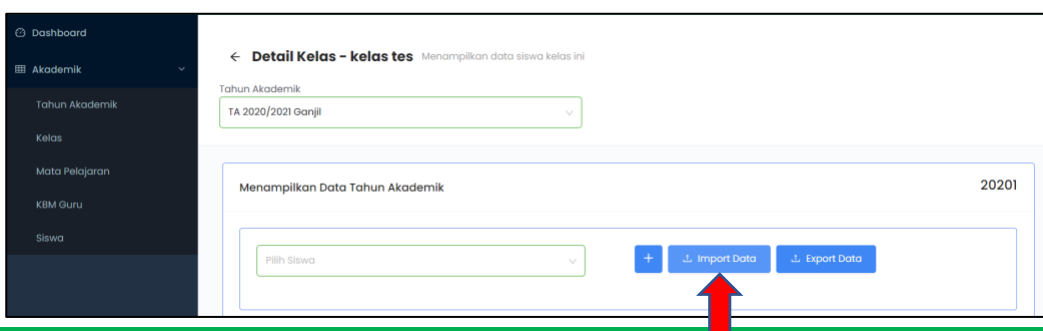 Dashboard
Akademik
Tahun Akademik
Kelas
Mata Pelajaran
KBM Guru
Siswa
Detail Kelas - kelas tes Menampilkan data siswa kelas ini
Tahun Akademik
TA 2020/2021 Ganjil
Menampilkan Data Tahun Akademik 20201
Pilih Siswa + Import Data Export Data